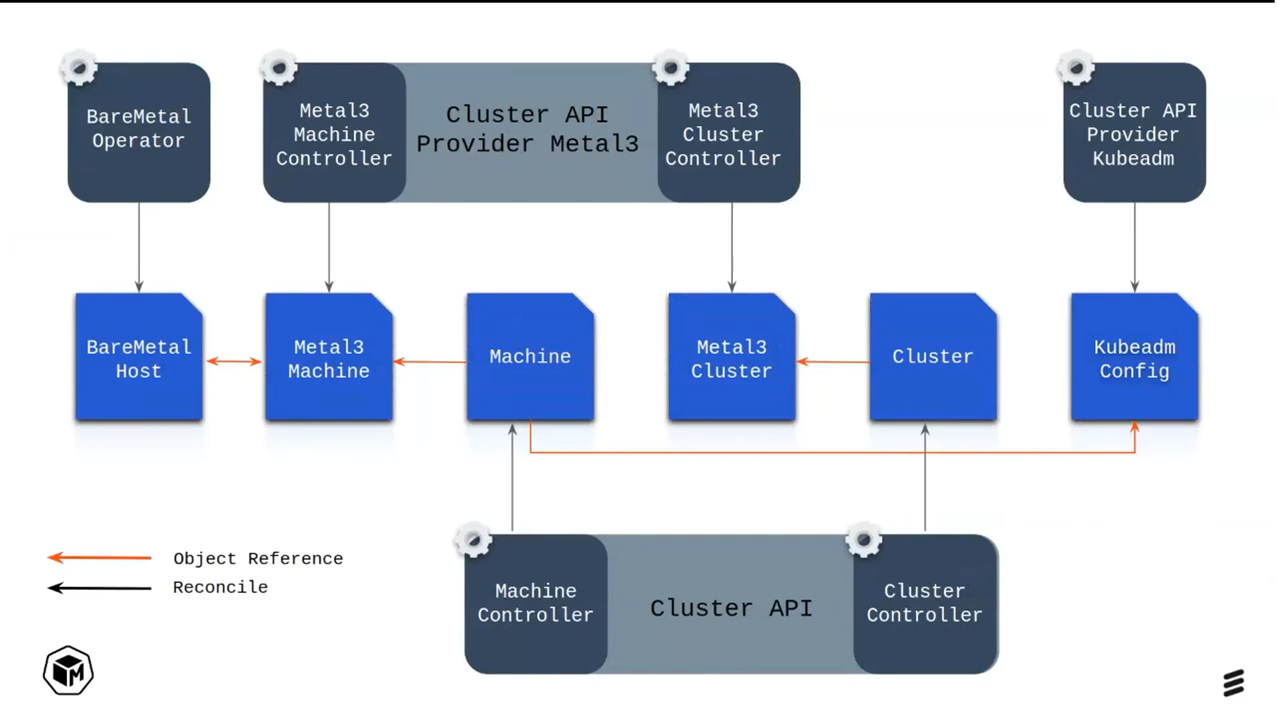 BareMetal
Operator
Metal3
Machine
Controller
Cluster API
Provider Metal3
Metal3
Cluster
Controller
Cluster API
Provider
Kubeadm
BareMetal
Host
Metal3
Machine
Machine
Metal3
Cluster
Cluster
Kubeadm
Config
Object Reference
Reconcile
Machine
Controller
Cluster API
Cluster
Controller
M